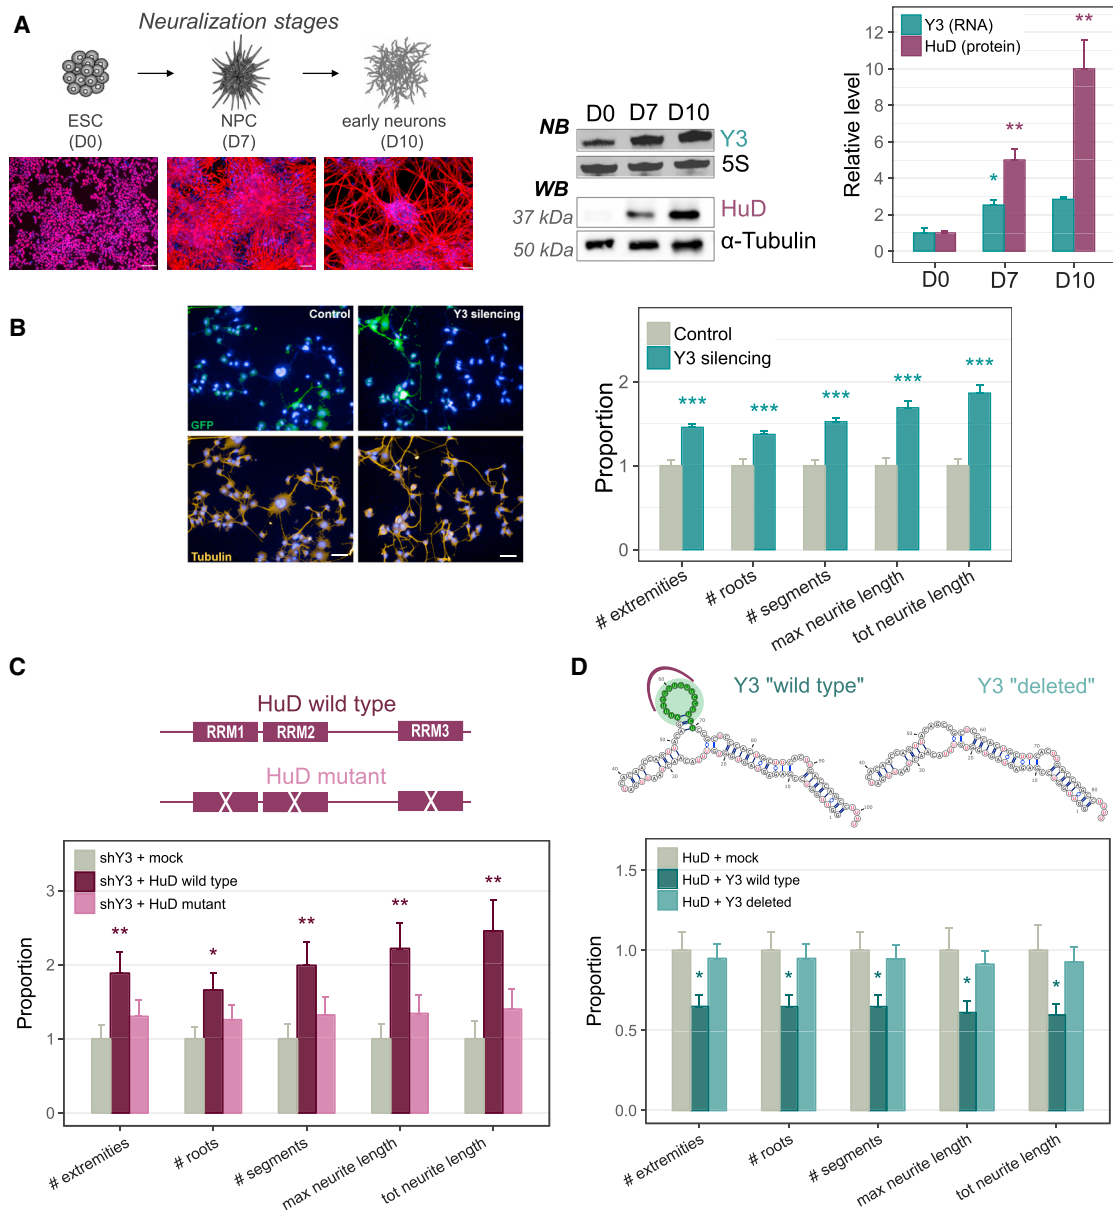 A
Neuralization stages
ESC
(D0)
NPC
(D7)
early neurons
(D10)
D0 D7 D10
NB
Y3
5S
WB
37 kDa
HuD
50 kDa
α-Tubulin
Y3 (RNA)
HuD (protein)
Relative level
12
10
8
6
4
2
0
*
**
**
D0
D7
D10
B
Control
Y3 silencing
GFP
Tubulin
Control
Y3 silencing
Proportion
2
1
0
***
***
***
***
***
# extremities
# roots
# segments
max neurite length
tot neurite length
C
HuD wild type
RRM1
RRM2
RRM3
HuD mutant
shY3 + mock
shY3 + HuD wild type
shY3 + HuD mutant
Proportion
3
2
1
0
**
*
**
**
**
# extremities
# roots
# segments
max neurite length
tot neurite length
D
Y3 "wild type"
Y3 "deleted"
HuD + mock
HuD + Y3 wild type
HuD + Y3 deleted
Proportion
1.5
1.0
0.5
0.0
*
*
*
*
*
# extremities
# roots
# segments
max neurite length
tot neurite length